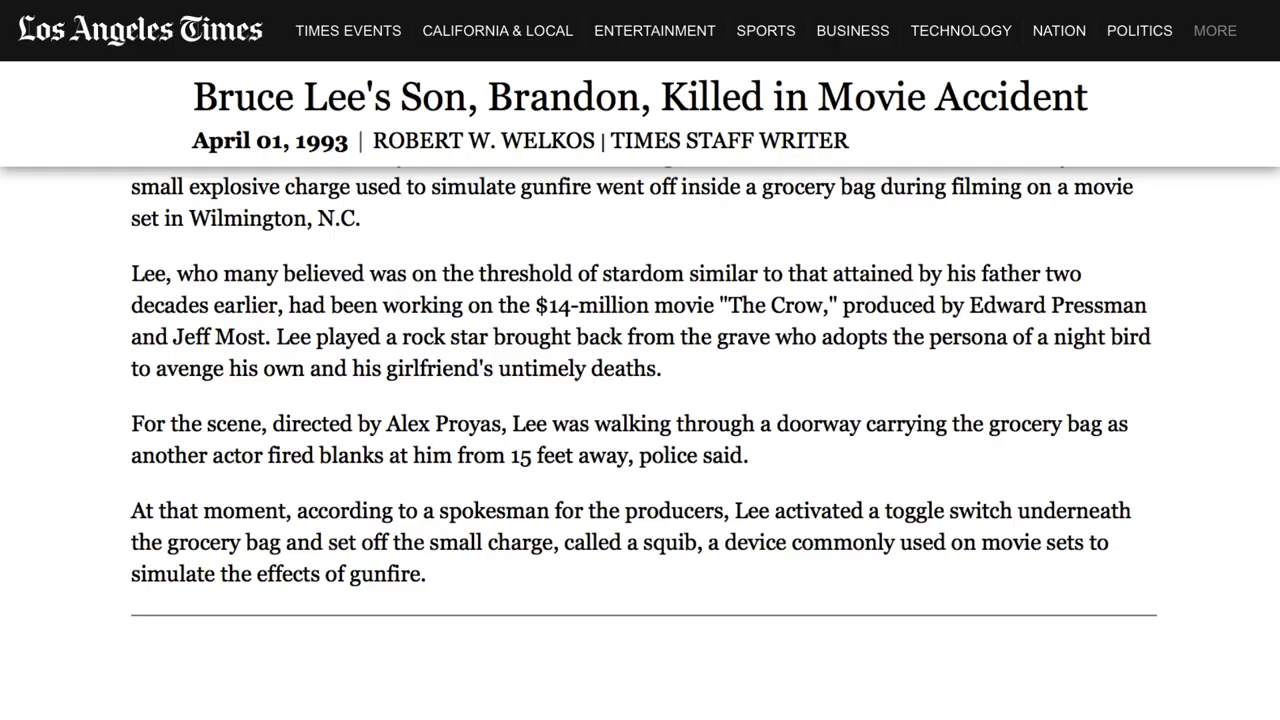 Los Angeles Times TIMES EVENTS CALIFORNIA & LOCAL ENTERTAINMENT SPORTS BUSINESS TECHNOLOGY NATION POLITICS MORE
Bruce Lee's Son, Brandon, Killed in Movie Accident
April 01, 1993 | ROBERT W. WELKOS | TIMES STAFF WRITER
small explosive charge used to simulate gunfire went off inside a grocery bag during filming on a movie
set in Wilmington, N.C.
Lee, who many believed was on the threshold of stardom similar to that attained by his father two
decades earlier, had been working on the $14-million movie "The Crow," produced by Edward Pressman
and Jeff Most. Lee played a rock star brought back from the grave who adopts the persona of a night bird
to avenge his own and his girlfriend's untimely deaths.
For the scene, directed by Alex Proyas, Lee was walking through a doorway carrying the grocery bag as
another actor fired blanks at him from 15 feet away, police said.
At that moment, according to a spokesman for the producers, Lee activated a toggle switch underneath
the grocery bag and set off the small charge, called a squib, a device commonly used on movie sets to
simulate the effects of gunfire.